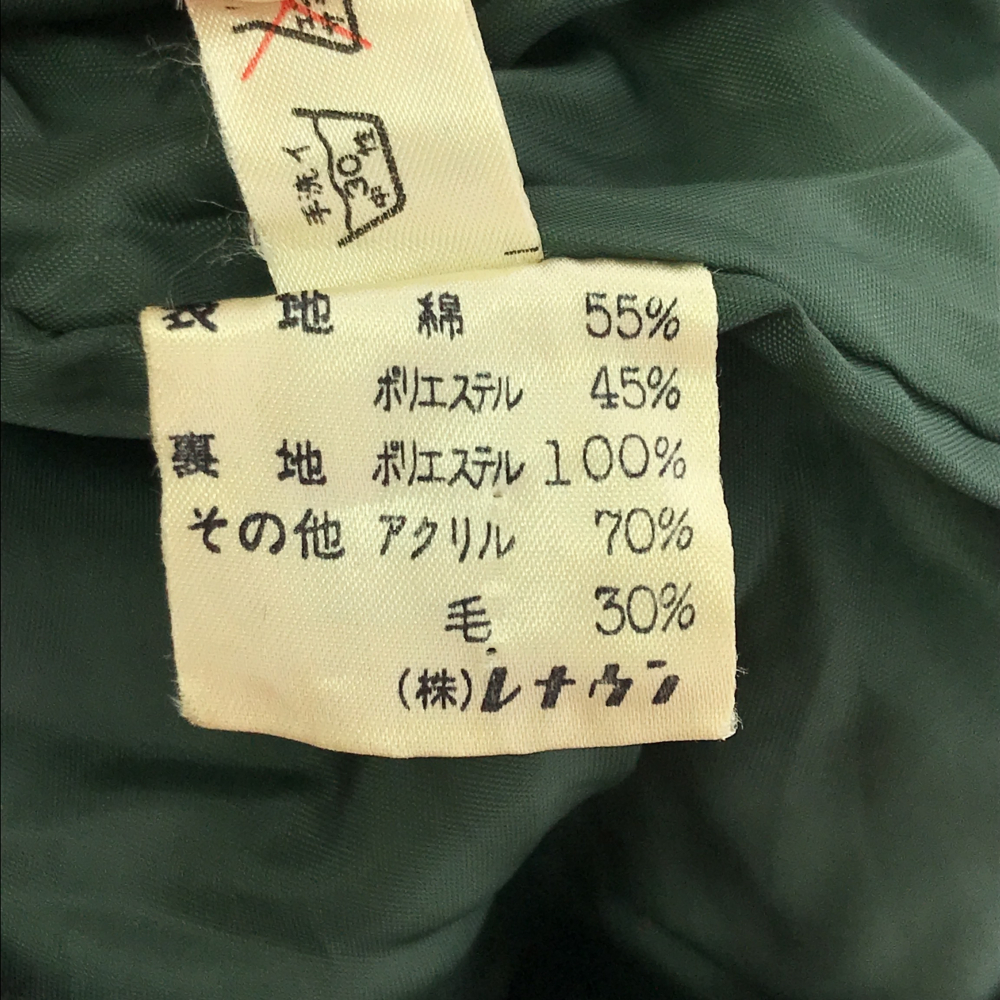 手洗イ
30
中性
表地 綿 55%
ポリエステル 45%
裏地 ポリエステル 100%
その他 アクリル 70%
毛 30%
(株)レナウン